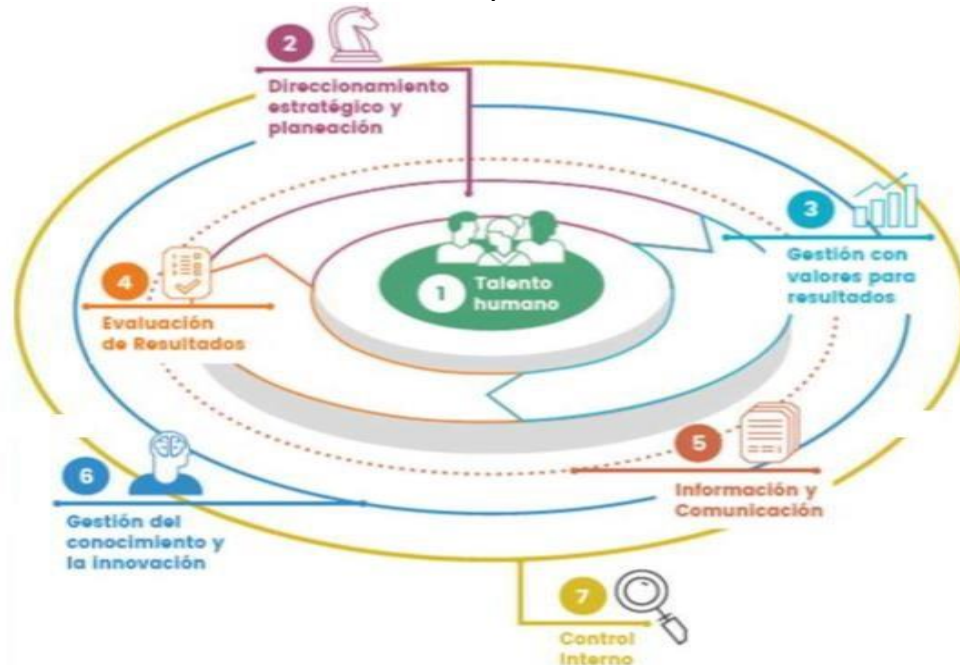 2
Direccionamiento
estratégico y
planeación
3
Gestión con
valores para
resultados
1
Talento
humano
4
Evaluación
de Resultados
5
Información y
Comunicación
6
Gestión del
conocimiento y
la innovación
7
Control
Interno